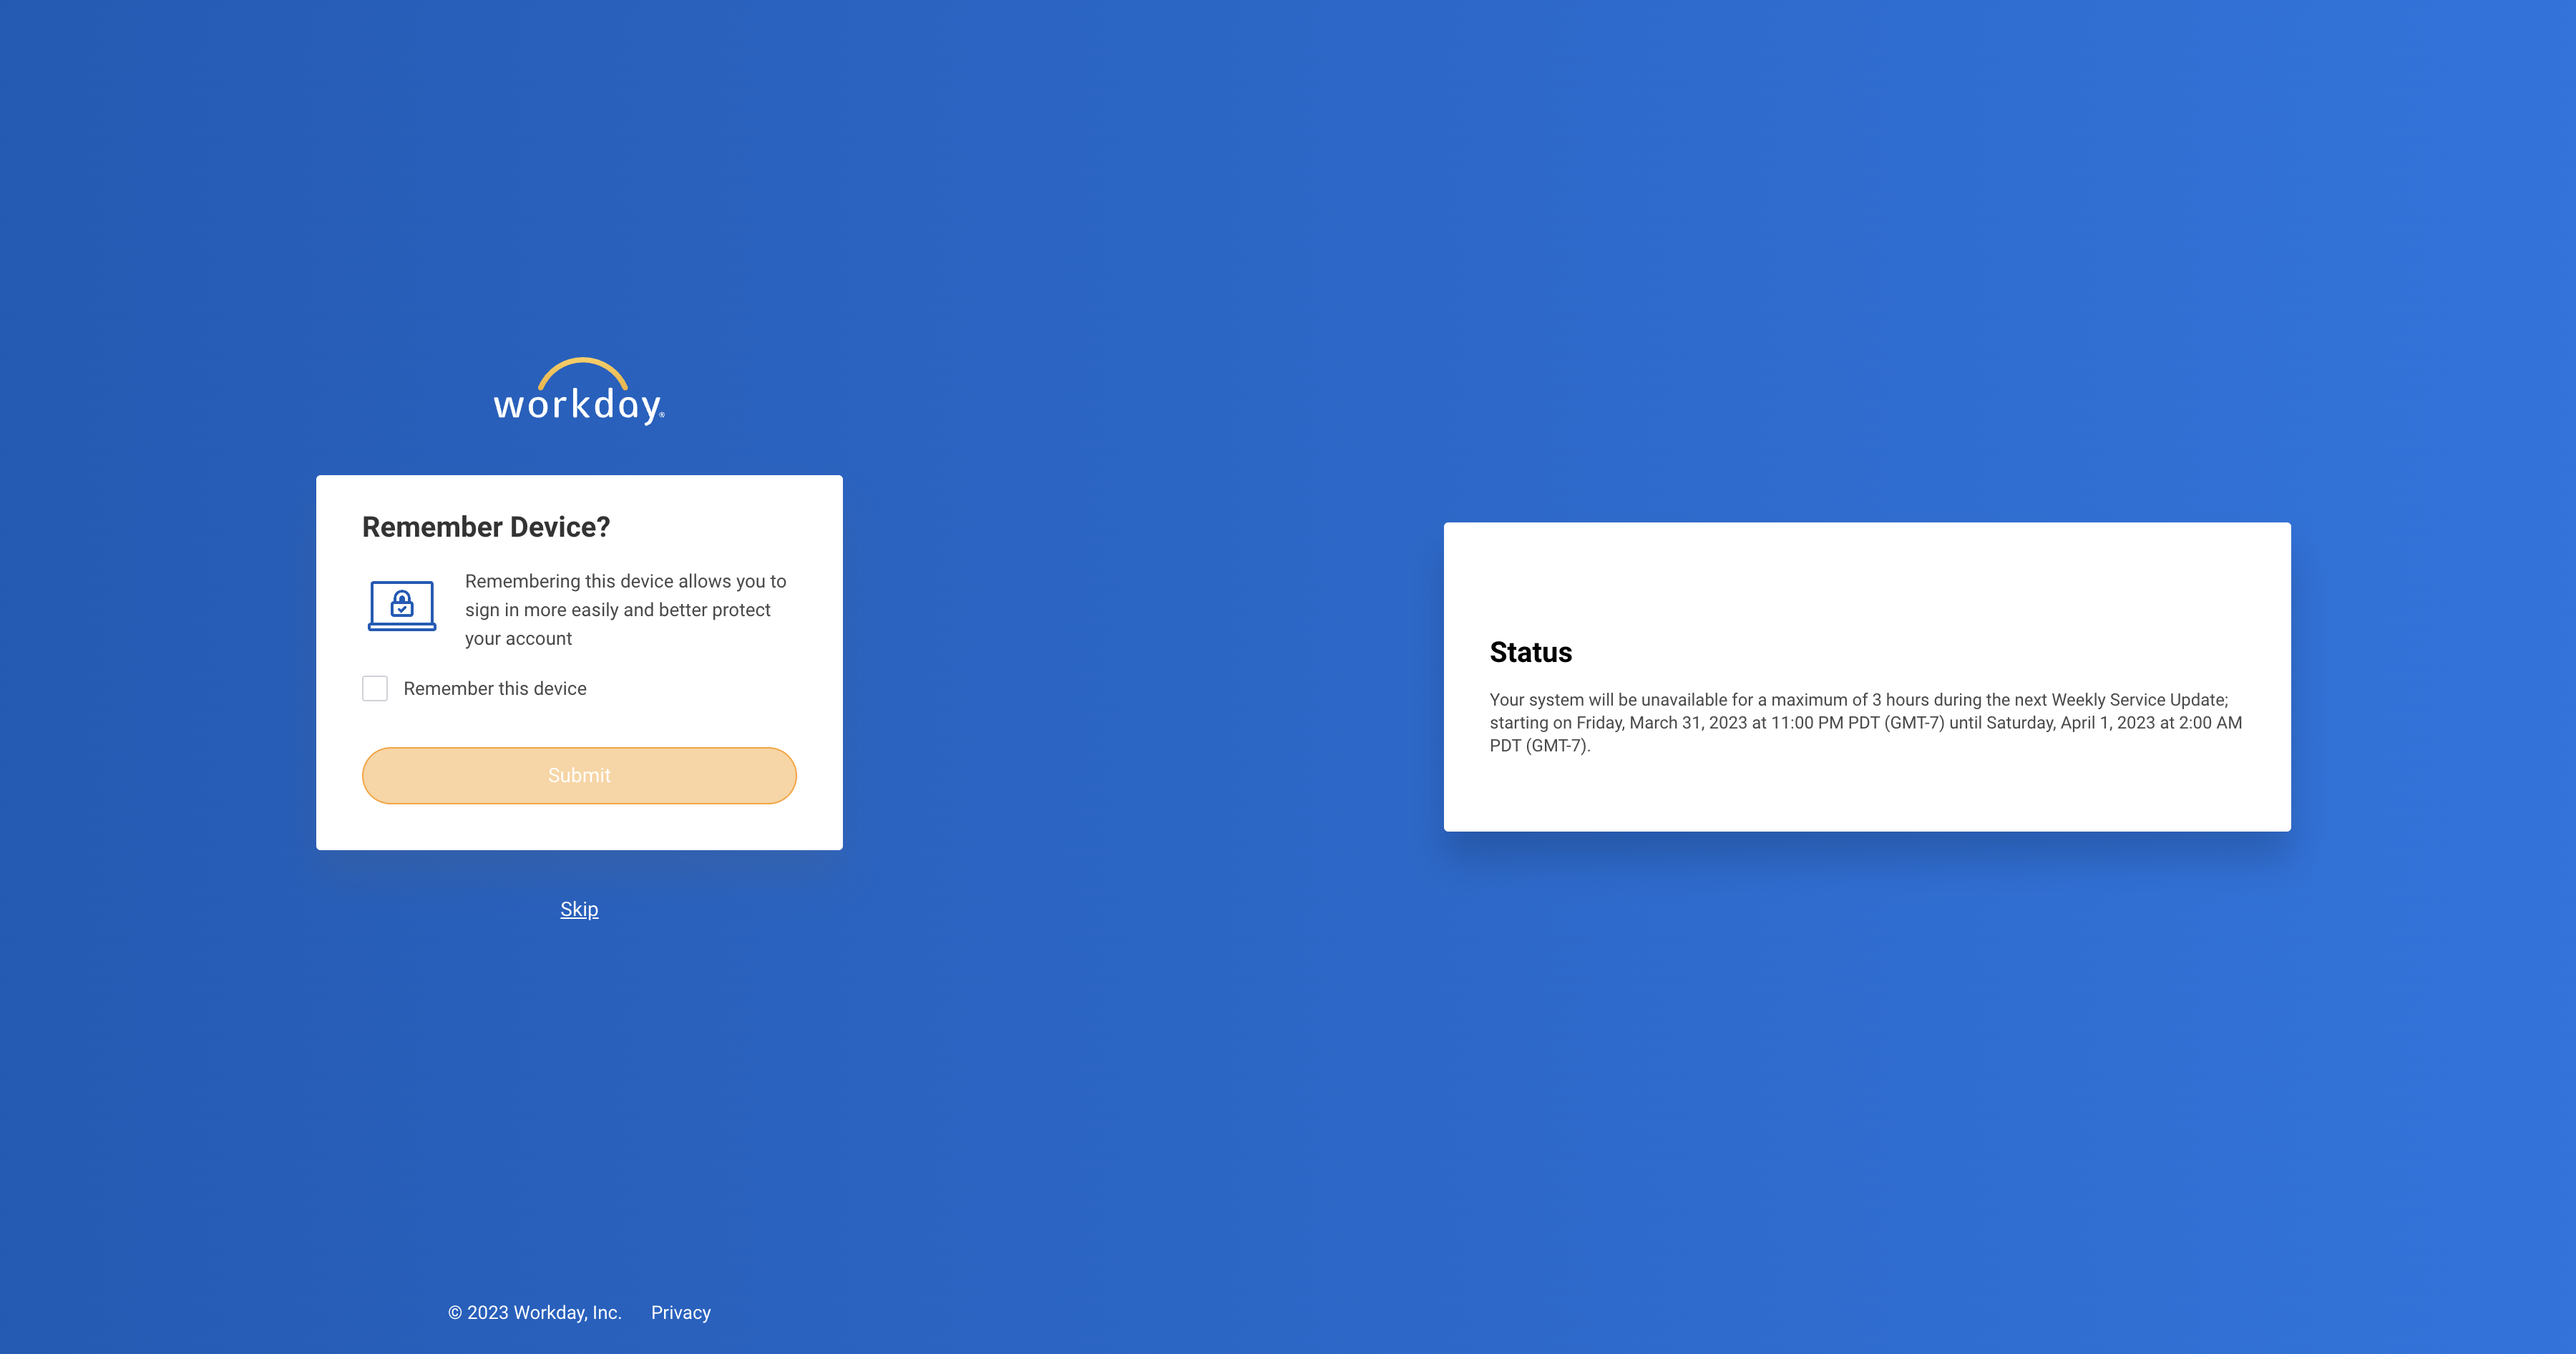 workday®
Remember Device?
Remembering this device allows you to
sign in more easily and better protect
your account
Remember this device
Submit
Skip
Status
Your system will be unavailable for a maximum of 3 hours during the next Weekly Service Update;
starting on Friday, March 31, 2023 at 11:00 PM PDT (GMT-7) until Saturday, April 1, 2023 at 2:00 AM
PDT (GMT-7).
© 2023 Workday, Inc. Privacy